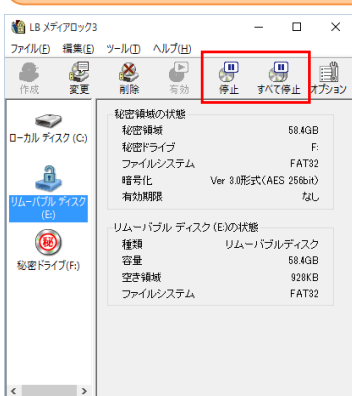 LB メディアロック3
ファイル(F) 編集(E) ツール(T) ヘルプ(H)
作成 変更 削除 有効 停止 すべて停止 オプション
ローカル ディスク (C:)
リムーバブル ディスク (E:)
秘密ドライブ(F:)
秘密領域の状態
秘密領域 58.4GB
秘密ドライブ F:
ファイルシステム FAT32
暗号化 Ver 3.0形式(AES 256bit)
有効期限 なし
リムーバブル ディスク (E:)の状態
種類 リムーバブルディスク
容量 58.4GB
空き領域 928KB
ファイルシステム FAT32